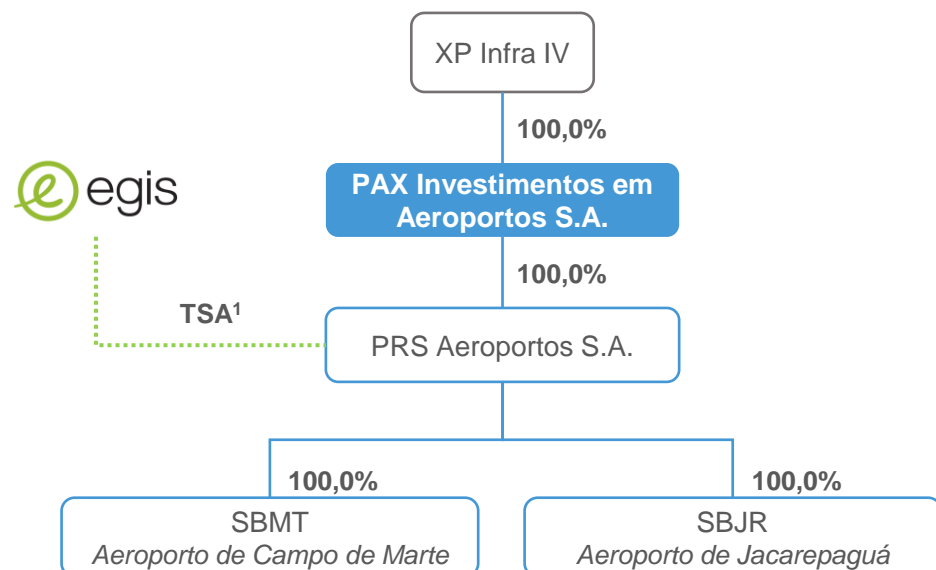 XP Infra IV
100,0%
PAX Investimentos em
Aeroportos S.A.
egis
100,0%
TSA¹
PRS Aeroportos S.A.
100,0%
100,0%
SBMT
Aeroporto de Campo de Marte
SBJR
Aeroporto de Jacarepaguá